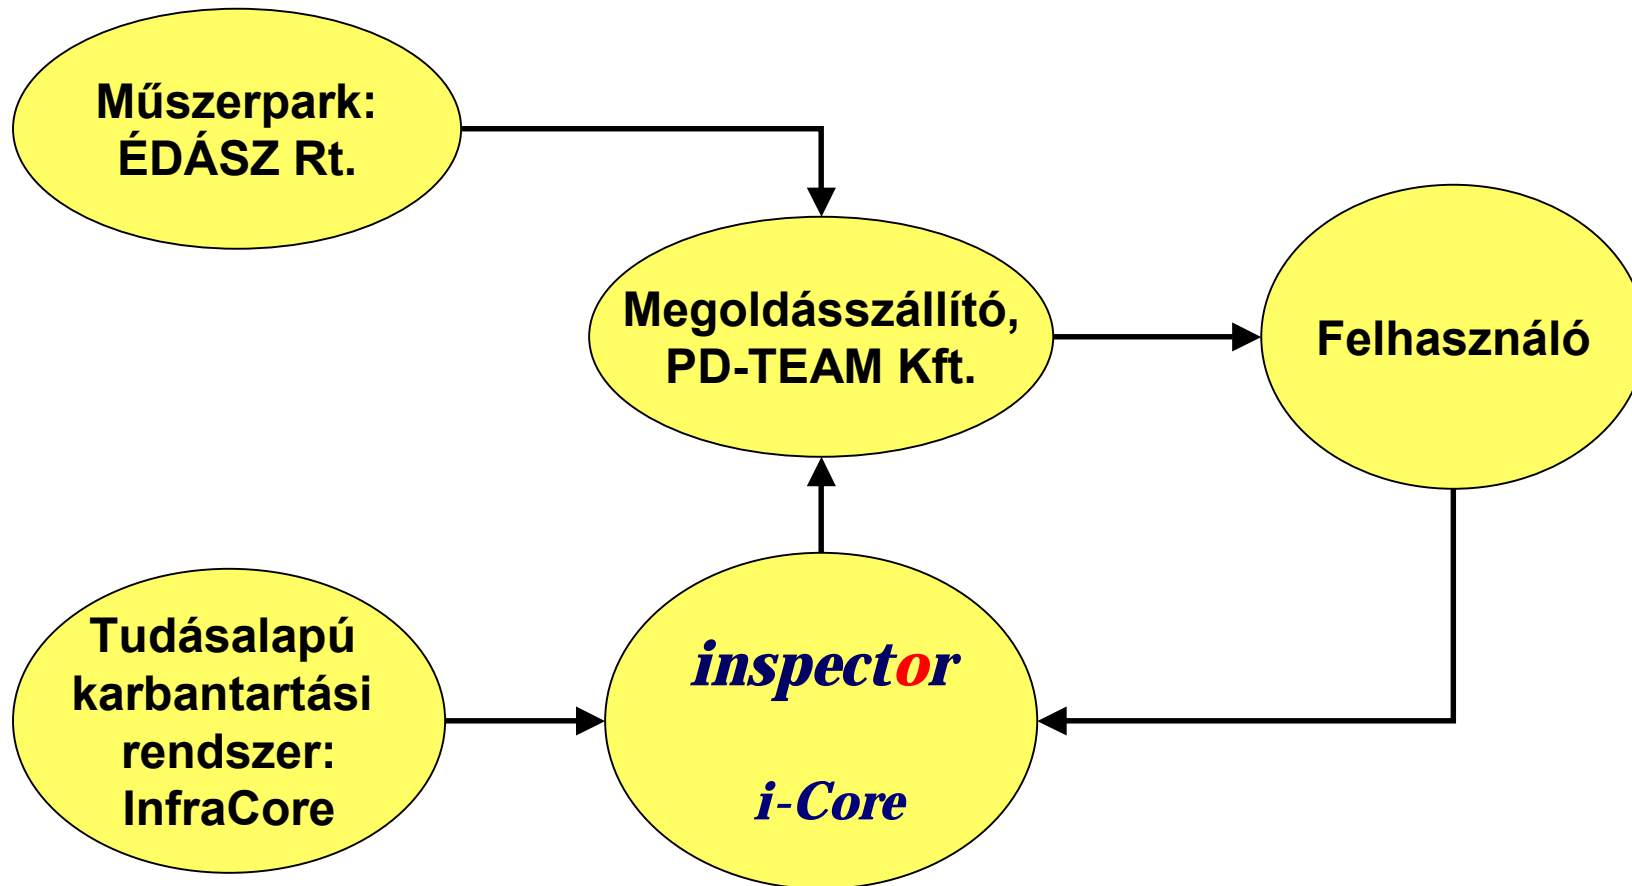 Műszerpark:
ÉDÁSZ Rt.
Megoldásszállító,
PD-TEAM Kft.
Felhasználó
Tudásalapú
karbantartási
rendszer:
InfraCore
inspector
i-Core